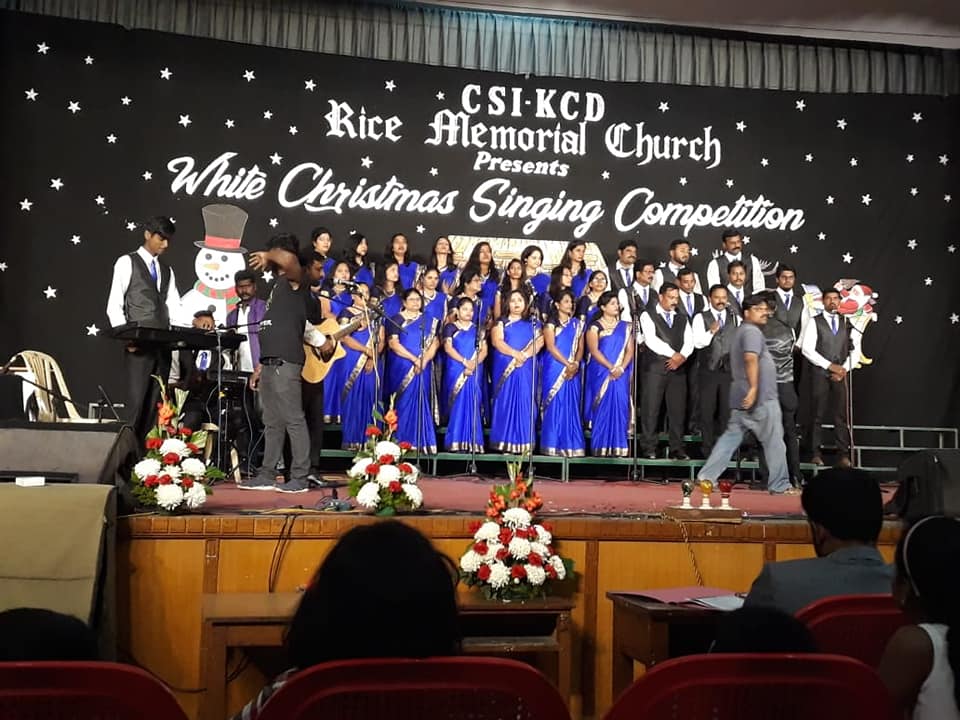 CSI-KCD
Rice Memorial Church
Presents
White Christmas Singing Competition